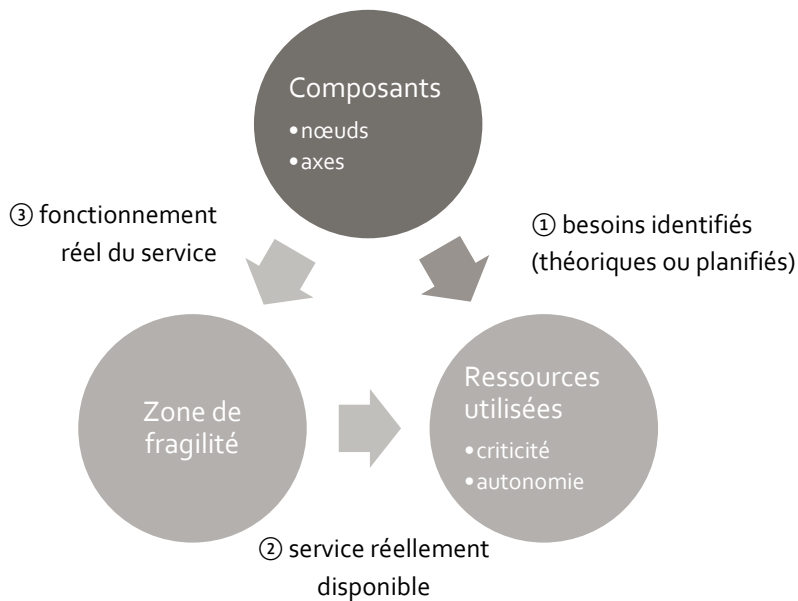 Composants
•nœuds
•axes
③ fonctionnement
réel du service
① besoins identifiés
(théoriques ou planifiés)
Zone de
fragilité
Ressources
utilisées
•criticité
•autonomie
② service réellement
disponible